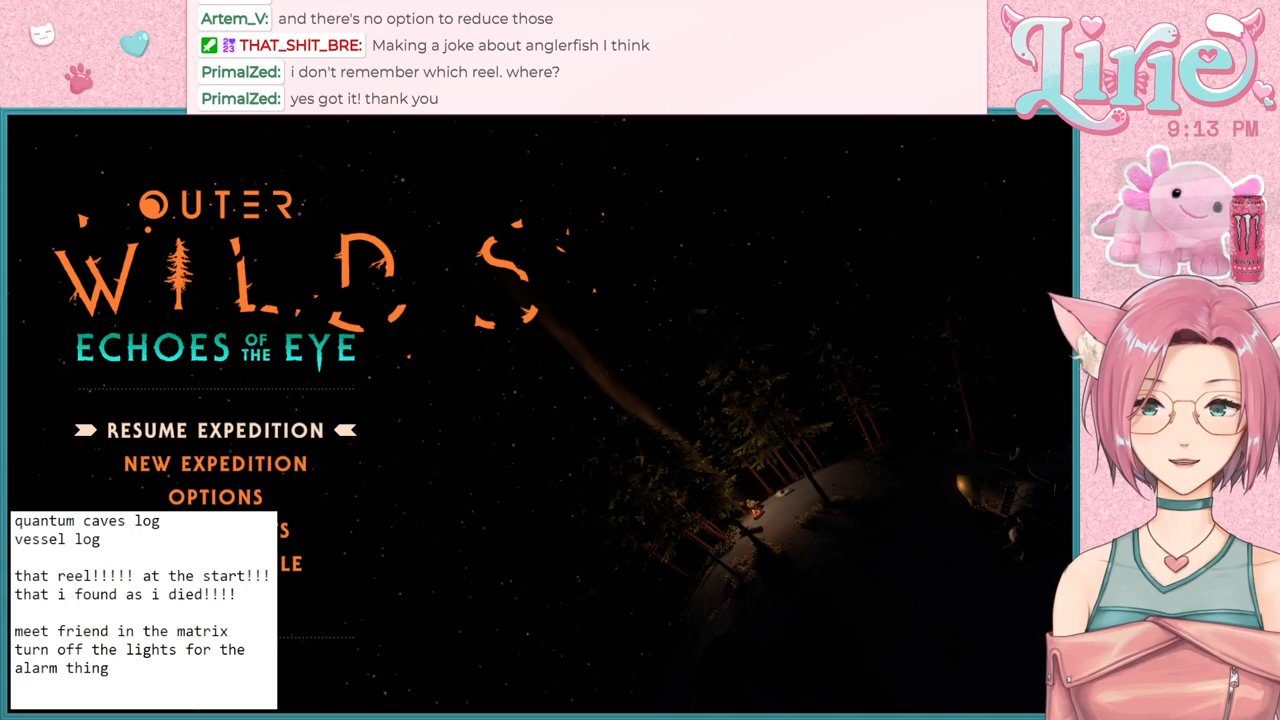 Artem_V: and there's no option to reduce those
THAT_SHIT_BRE: Making a joke about anglerfish I think
PrimalZed: i don't remember which reel. where?
PrimalZed: yes got it! thank you
Lirie
9:13 PM
OUTER
WILDS
ECHOES OF THE EYE
RESUME EXPEDITION
NEW EXPEDITION
OPTIONS
S
LE
quantum caves log
vessel log
that reel!!!!! at the start!!!
that i found as i died!!!!
meet friend in the matrix
turn off the lights for the
alarm thing